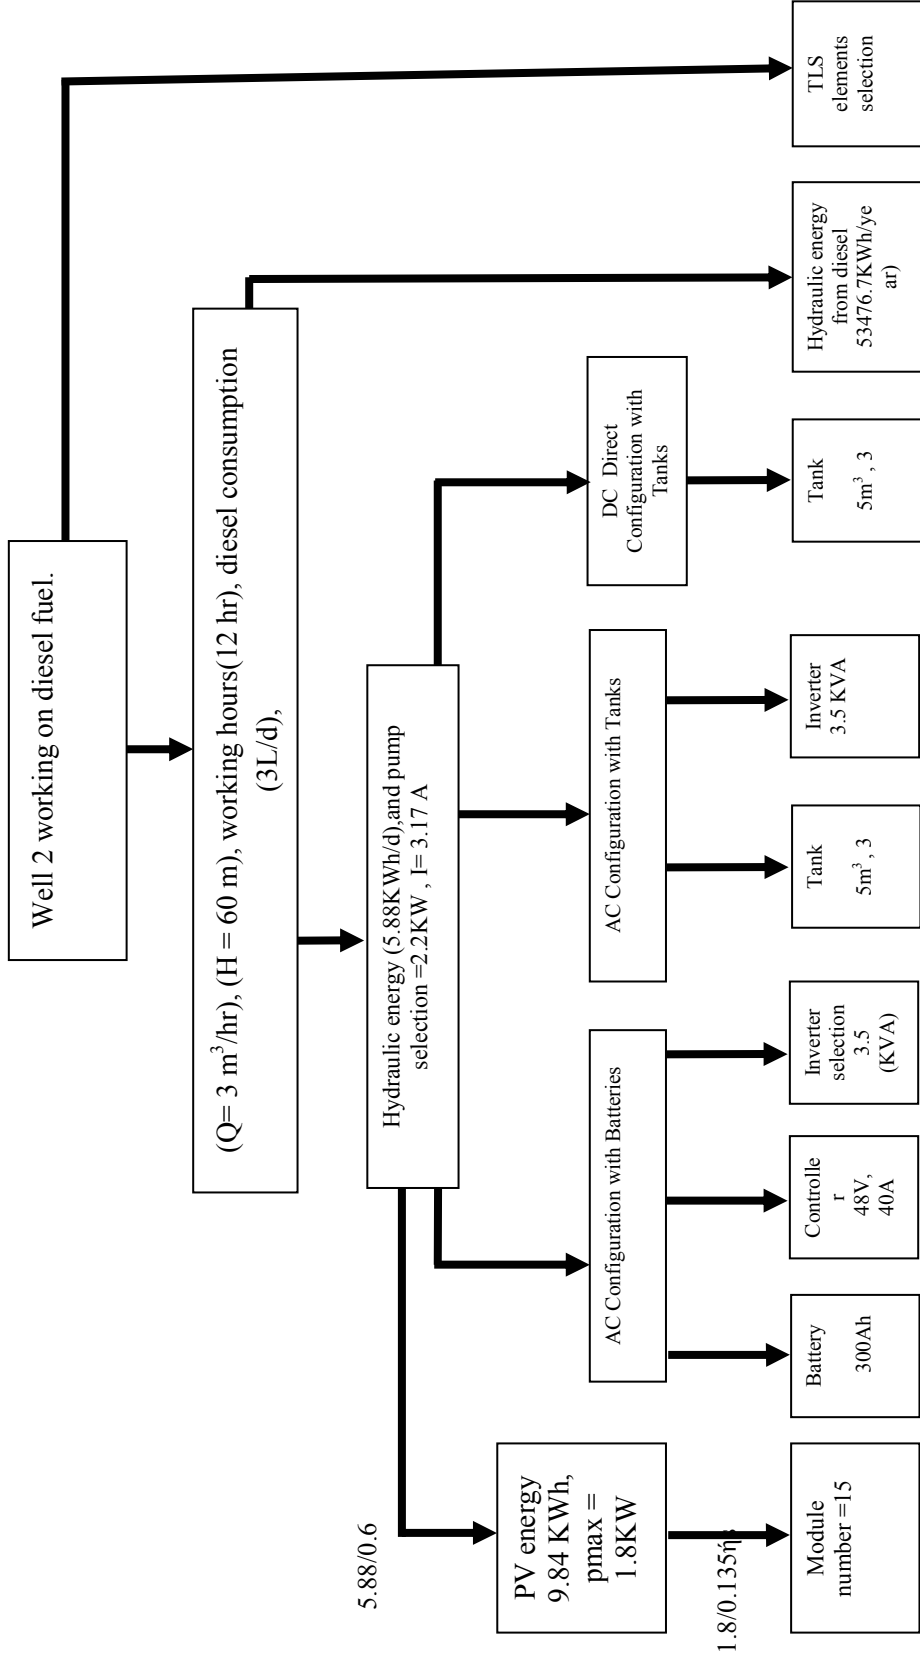 Well 2 working on diesel fuel.
(Q= 3 m³/hr), (H = 60 m), working hours(12 hr), diesel consumption
(3L/d),
Hydraulic energy (5.88KWh/d),and pump
selection =2.2KW , I= 3.17 A
5.88/0.6
PV energy
9.84 KWh,
pmax =
1.8KW
AC Configuration with Batteries
AC Configuration with Tanks
DC Direct
Configuration with
Tanks
1.8/0.135ή
Module
number =15
Battery
300Ah
Controlle
r
48V,
40A
Inverter
selection
3.5
(KVA)
Tank
5m³ , 3
Inverter
3.5 KVA
Tank
5m³ , 3
Hydraulic energy
from diesel
53476.7KWh/ye
ar)
TLS
elements
selection